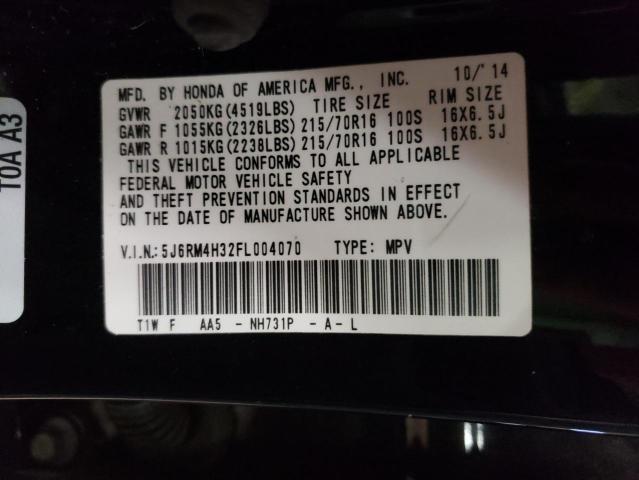 MFD. BY HONDA OF AMERICA MFG., INC. 10/'14
GVWR 2050KG(4519LBS) TIRE SIZE RIM SIZE
GAWR F 1055KG(2326LBS) 215/70R16 100S 16X6.5J
GAWR R 1015KG(2238LBS) 215/70R16 100S 16X6.5J
THIS VEHICLE CONFORMS TO ALL APPLICABLE
FEDERAL MOTOR VEHICLE SAFETY
AND THEFT PREVENTION STANDARDS IN EFFECT
ON THE DATE OF MANUFACTURE SHOWN ABOVE.
V.I.N.: 5J6RM4H32FL004070 TYPE: MPV
T1W F AA5 - NH731P - A - L
T0A A3